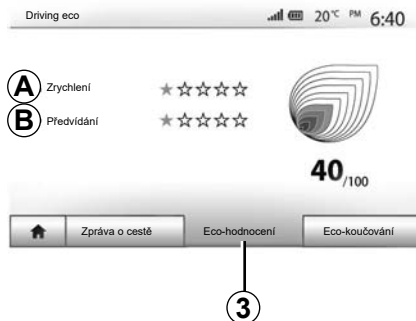 Driving eco 20°C PM 6:40
A Zrychlení
B Předvídání
40/100
Zpráva o cestě Eco-hodnocení Eco-koučování
3